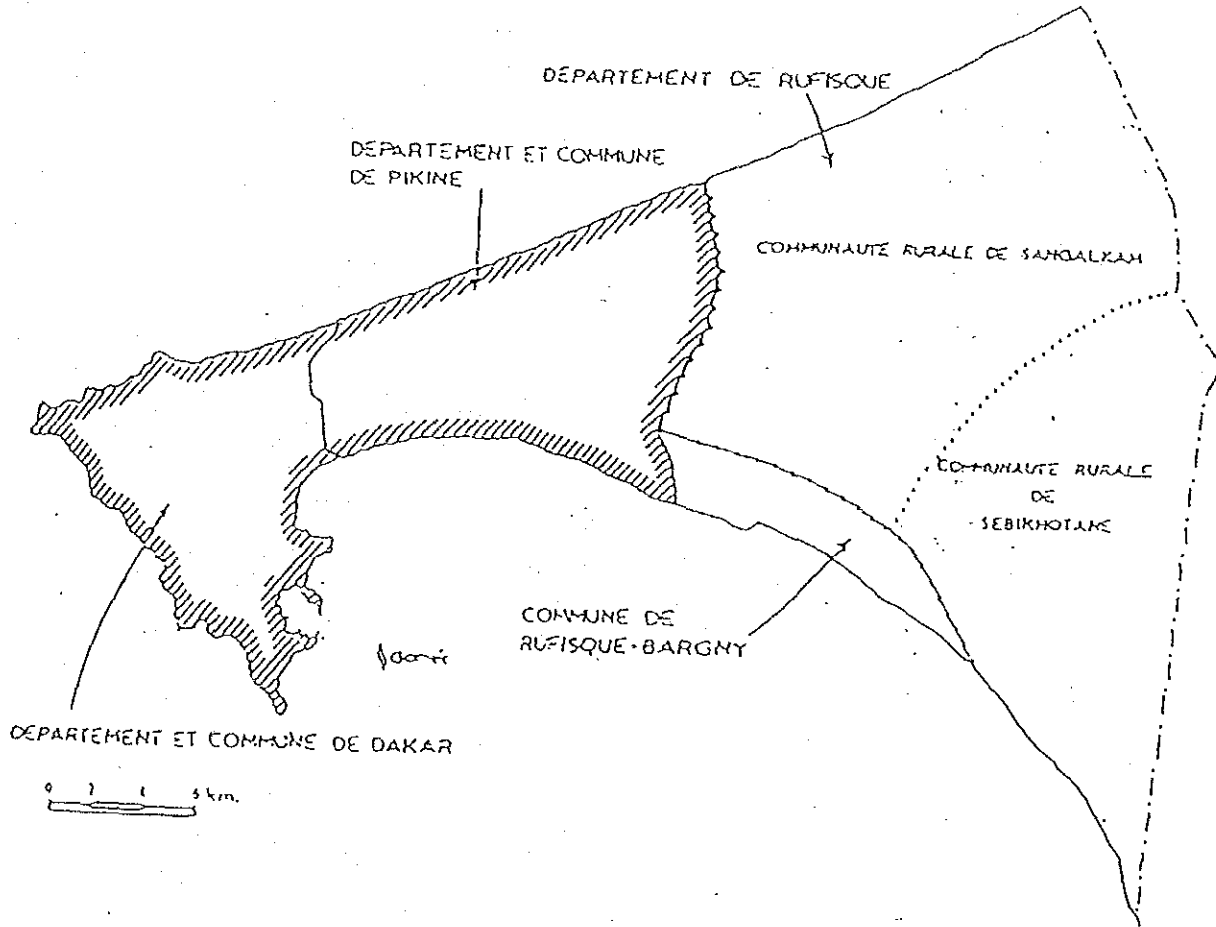 DEPARTEMENT DE RUFISQUE
DEPARTEMENT ET COMMUNE
DE PIKINE
COMMUNAUTE RURALE DE SANGALKAM
COMMUNAUTE RURALE
DE
SEBIKHOTANE
COMMUNE DE
RUFISQUE-BARGNY
DEPARTEMENT ET COMMUNE DE DAKAR
0
5 km.